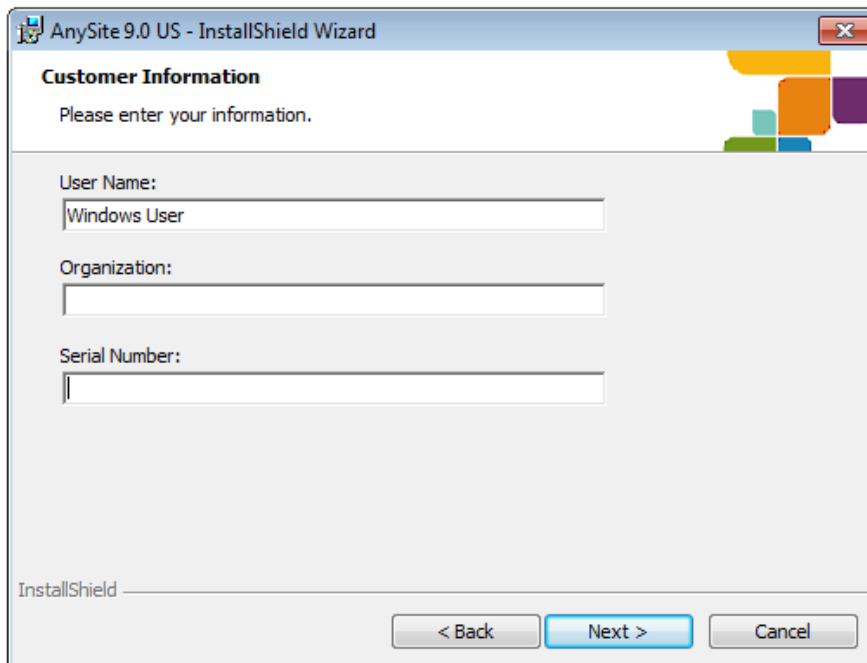 AnySite 9.0 US - InstallShield Wizard
Customer Information
Please enter your information.
User Name:
Windows User
Organization:
Serial Number:
InstallShield
< Back Next > Cancel